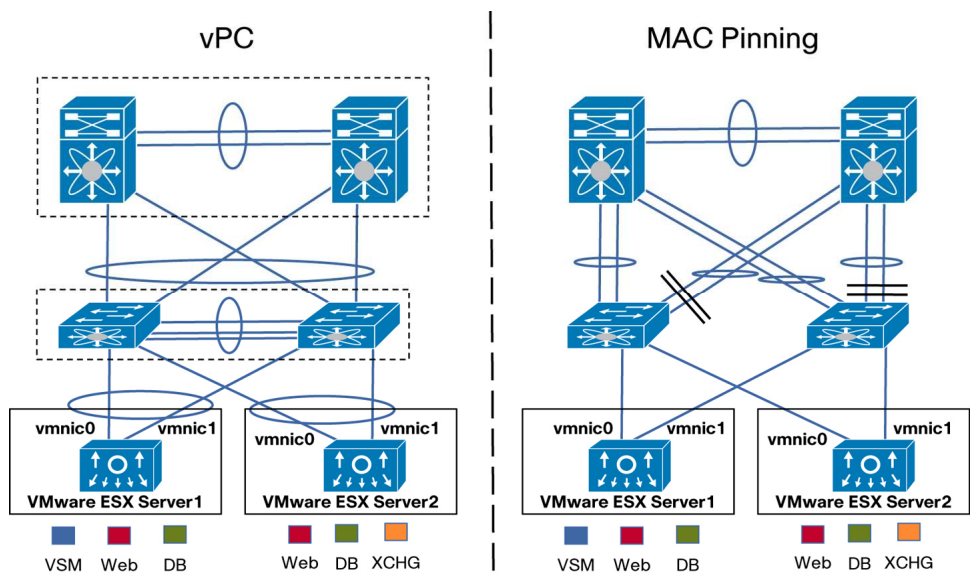 vPC
MAC Pinning
vmnic0
vmnic1
vmnic0
vmnic1
vmnic0
vmnic1
vmnic0
vmnic1
VMware ESX Server1
VMware ESX Server2
VMware ESX Server1
VMware ESX Server2
VSM Web DB
Web DB XCHG
VSM Web DB
Web DB XCHG